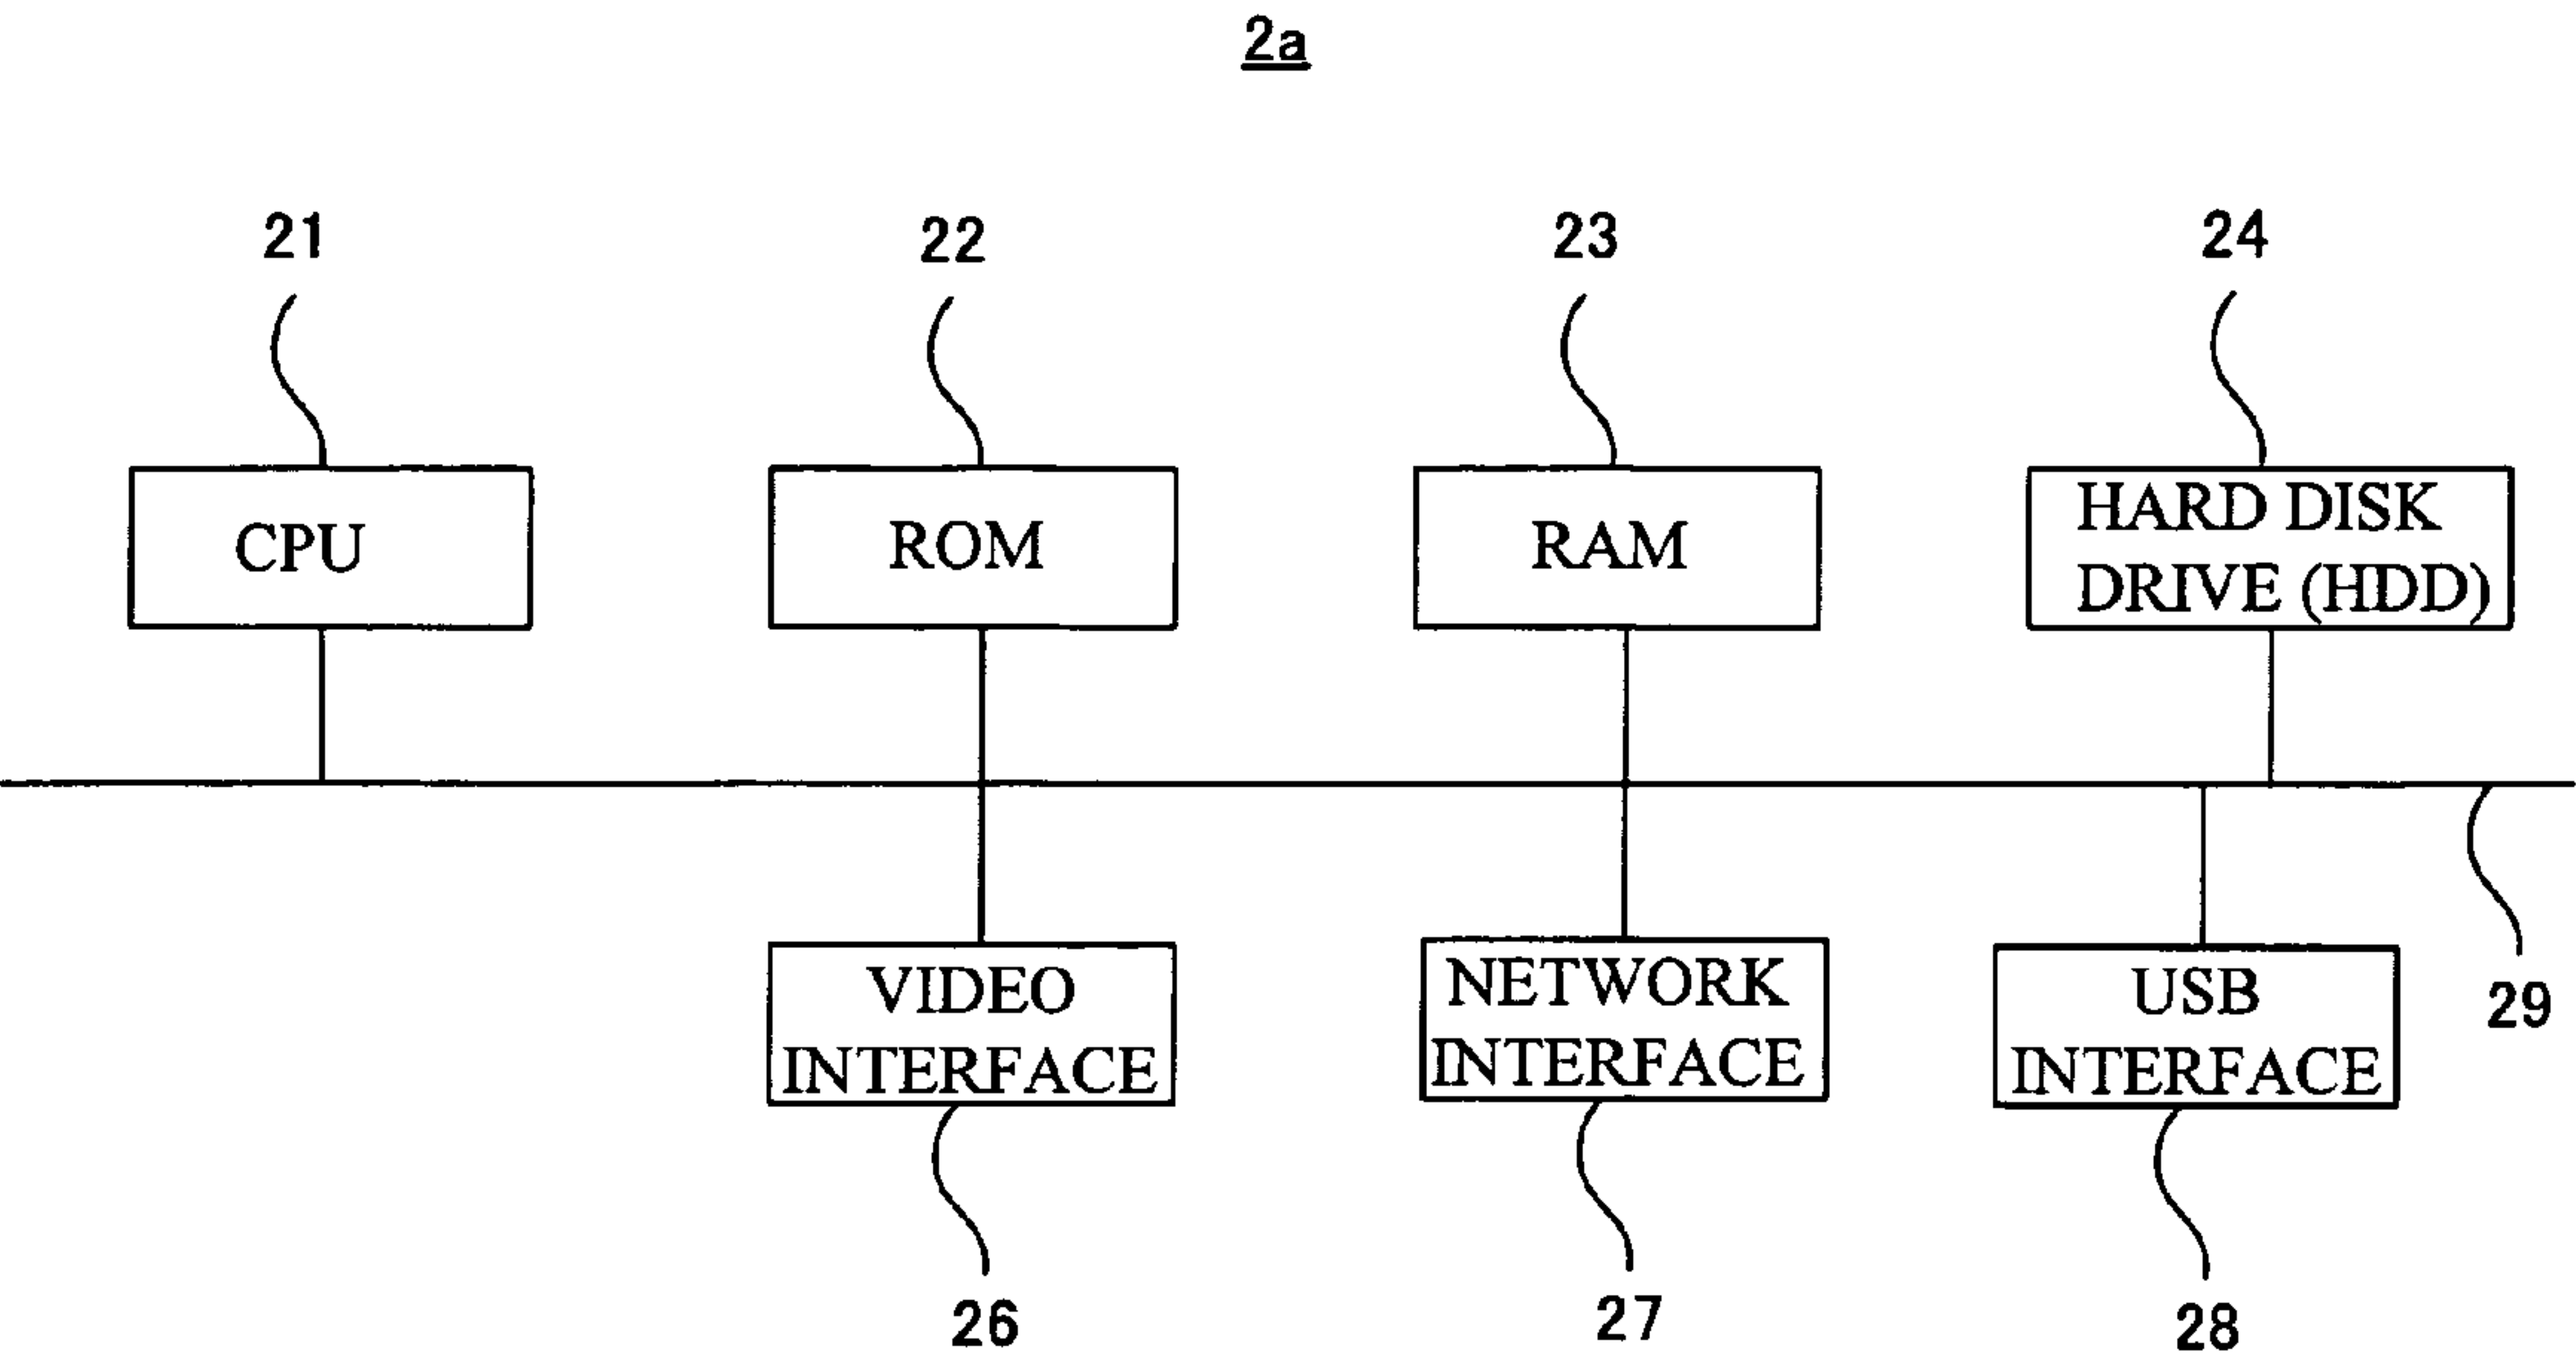 2a
21
22
23
24
CPU
ROM
RAM
HARD DISK
DRIVE (HDD)
VIDEO
INTERFACE
NETWORK
INTERFACE
USB
INTERFACE
29
26
27
28